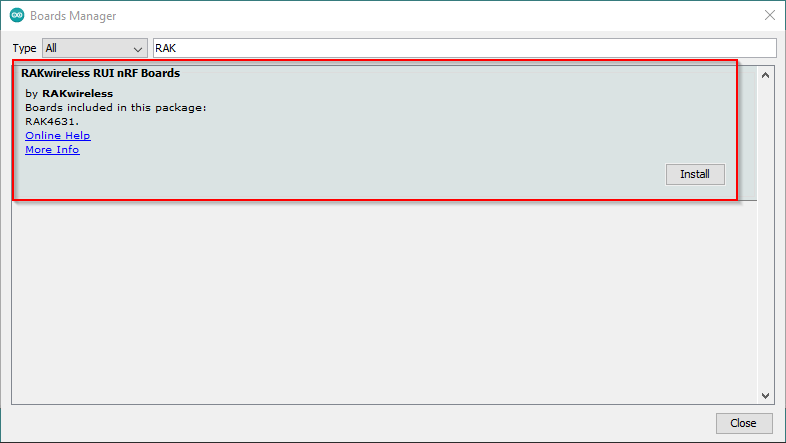 Boards Manager
Type All RAK
RAKwireless RUI nRF Boards
by RAKwireless
Boards included in this package:
RAK4631.
Online Help
More Info
Install
Close